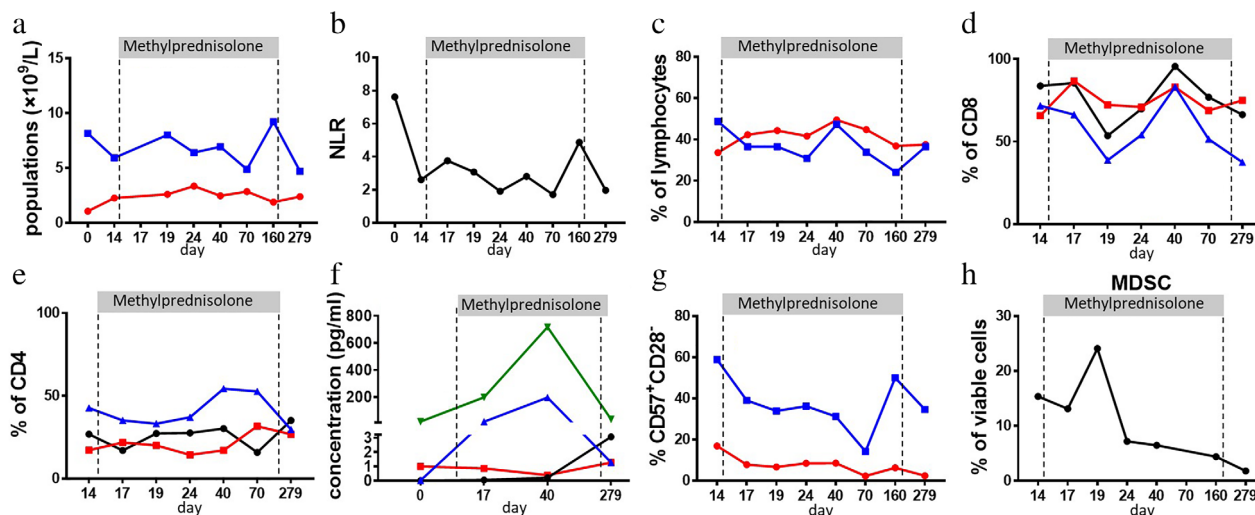 a
Methylprednisolone
populations (×10⁹/L)
15
10
5
0
0 14 17 19 24 40 70 160 279
day
b
Methylprednisolone
NLR
10
8
6
4
2
0
0 14 17 19 24 40 70 160 279
day
c
Methylprednisolone
% of lymphocytes
80
60
40
20
0
14 17 19 24 40 70 160 279
day
d
Methylprednisolone
% of CD8
100
50
0
14 17 19 24 40 70 279
day
e
Methylprednisolone
% of CD4
100
50
0
14 17 19 24 40 70 279
day
f
Methylprednisolone
concentration (pg/ml)
800
600
400
200
3
2
1
0
0 17 40 279
day
g
Methylprednisolone
% CD57⁺CD28⁻
80
60
40
20
0
14 17 19 24 40 70 160 279
day
h
MDSC
Methylprednisolone
% of viable cells
30
20
10
0
14 17 19 24 40 70 160 279
day